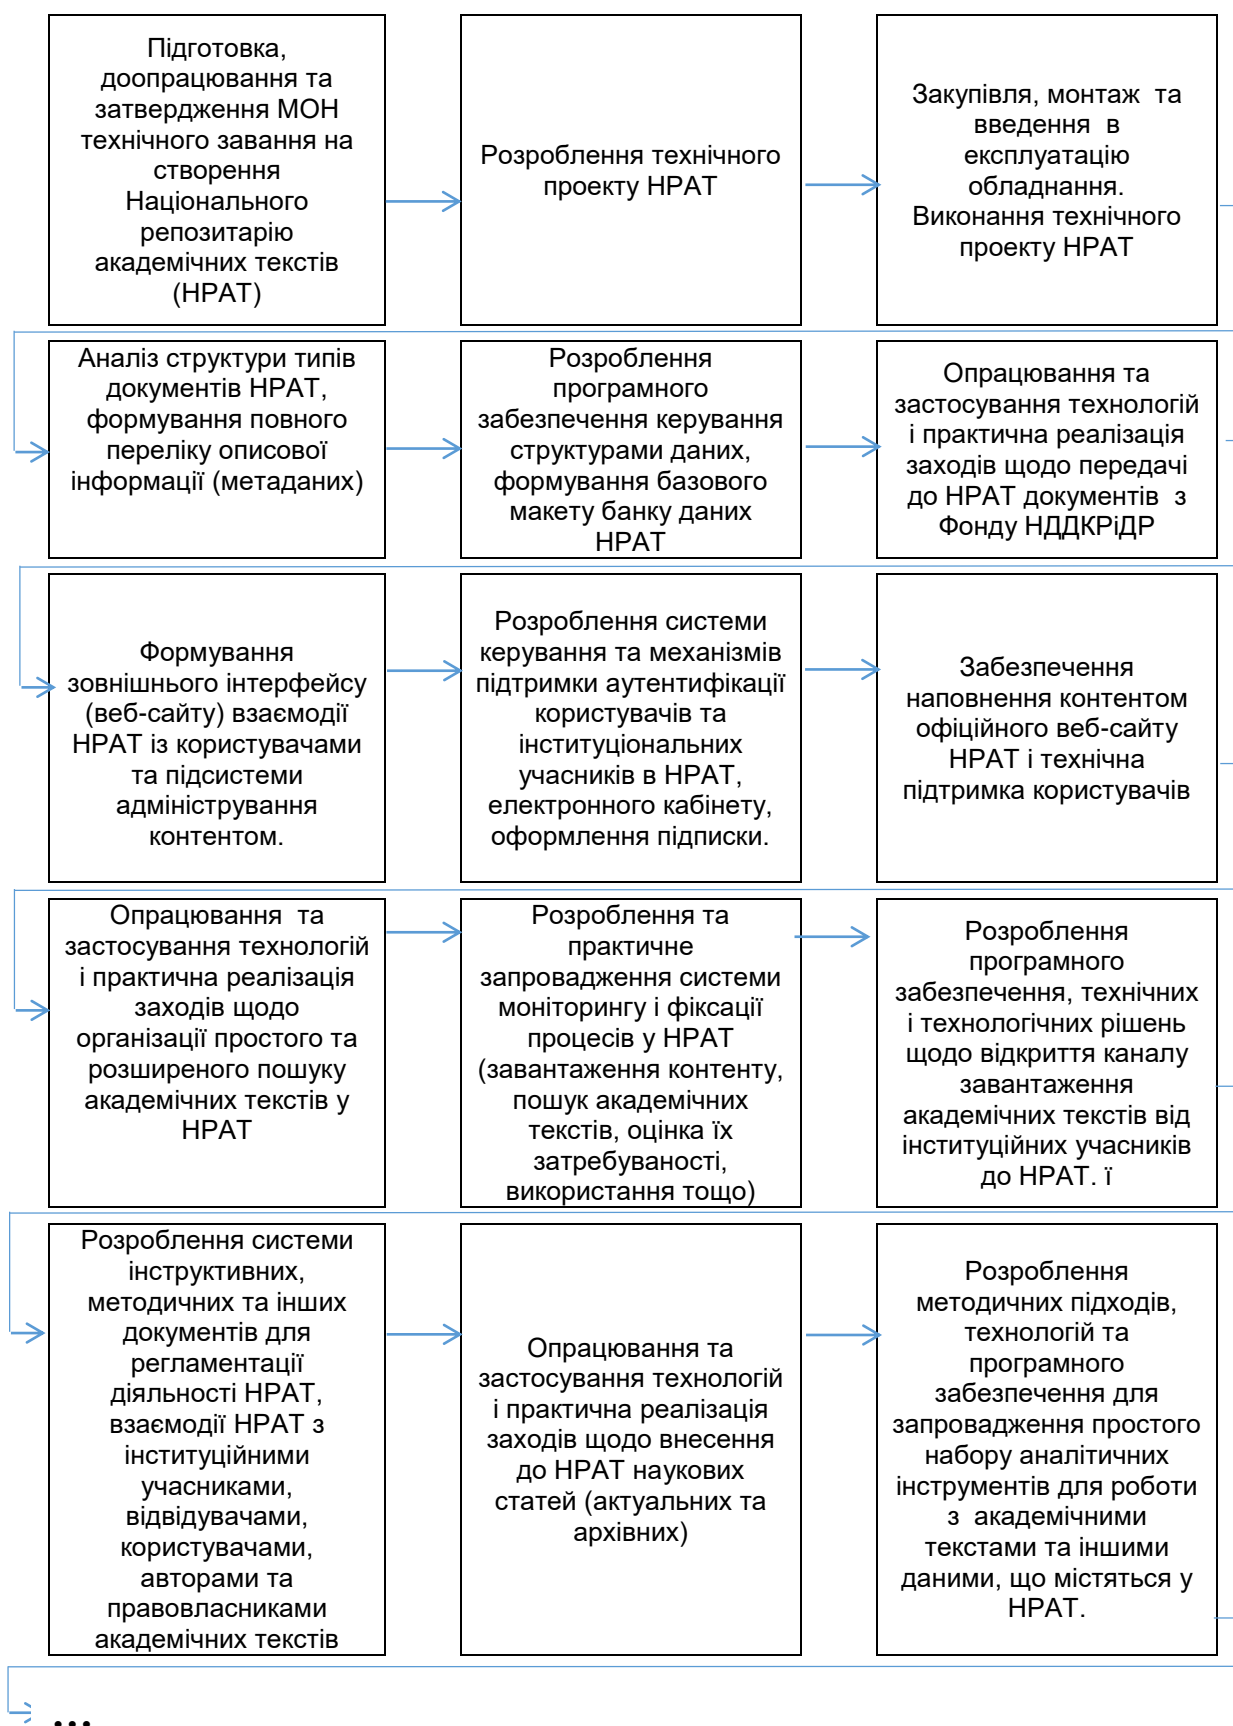 Підготовка,
доопрацювання та
затвердження МОН
технічного завання на
створення
Національного
репозитарію
академічних текстів
(НРАТ)
Розроблення технічного
проекту НРАТ
Закупівля, монтаж та
введення в
експлуатацію
обладнання.
Виконання технічного
проекту НРАТ
Аналіз структури типів
документів НРАТ,
формування повного
переліку описової
інформації (метаданих)
Розроблення
програмного
забезпечення керування
структурами даних,
формування базового
макету банку даних
НРАТ
Опрацювання та
застосування технологій
і практична реалізація
заходів щодо передачі
до НРАТ документів з
Фонду НДДКРіДР
Формування
зовнішнього інтерфейсу
(веб-сайту) взаємодії
НРАТ із користувачами
та підсистеми
адміністрування
контентом.
Розроблення системи
керування та механізмів
підтримки аутентифікації
користувачів та
інституціональних
учасників в НРАТ,
електронного кабінету,
оформлення підписки.
Забезпечення
наповнення контентом
офіційного веб-сайту
НРАТ і технічна
підтримка користувачів
Опрацювання та
застосування технологій
і практична реалізація
заходів щодо
організації простого та
розширеного пошуку
академічних текстів у
НРАТ
Розроблення та
практичне
запровадження системи
моніторингу і фіксації
процесів у НРАТ
(завантаження контенту,
пошук академічних
текстів, оцінка їх
затребуваності,
використання тощо)
Розроблення
програмного
забезпечення, технічних
і технологічних рішень
щодо відкриття каналу
завантаження
академічних текстів від
інституційних учасників
до НРАТ. ї
Розроблення системи
інструктивних,
методичних та інших
документів для
регламентації
діяльності НРАТ,
взаємодії НРАТ з
інституційними
учасниками,
відвідувачами,
користувачами,
авторами та
правовласниками
академічних текстів
Опрацювання та
застосування технологій
і практична реалізація
заходів щодо внесення
до НРАТ наукових
статей (актуальних та
архівних)
Розроблення
методичних підходів,
технологій та
програмного
забезпечення для
запровадження простого
набору аналітичних
інструментів для роботи
з академічними
текстами та іншими
даними, що містяться у
НРАТ.
...